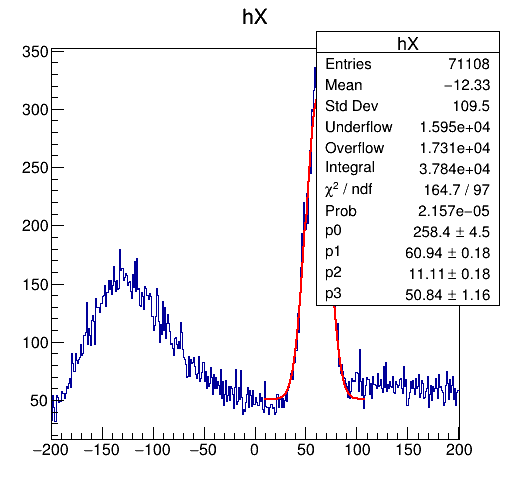 hX
hX
Entries 71108
Mean −12.33
Std Dev 109.5
Underflow 1.595e+04
Overflow 1.731e+04
Integral 3.784e+04
χ² / ndf 164.7 / 97
Prob 2.157e−05
p0 258.4 ± 4.5
p1 60.94 ± 0.18
p2 11.11 ± 0.18
p3 50.84 ± 1.16
350
300
250
200
150
100
50
−200 −150 −100 −50 0 50 100 150 200